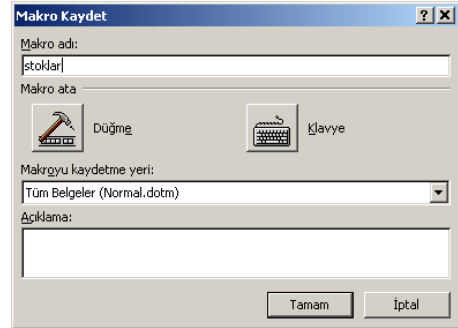 Makro Kaydet
Makro adı:
stoklar
Makro ata
Düğme
Klavye
Makroyu kaydetme yeri:
Tüm Belgeler (Normal.dotm)
Açıklama:
Tamam
İptal